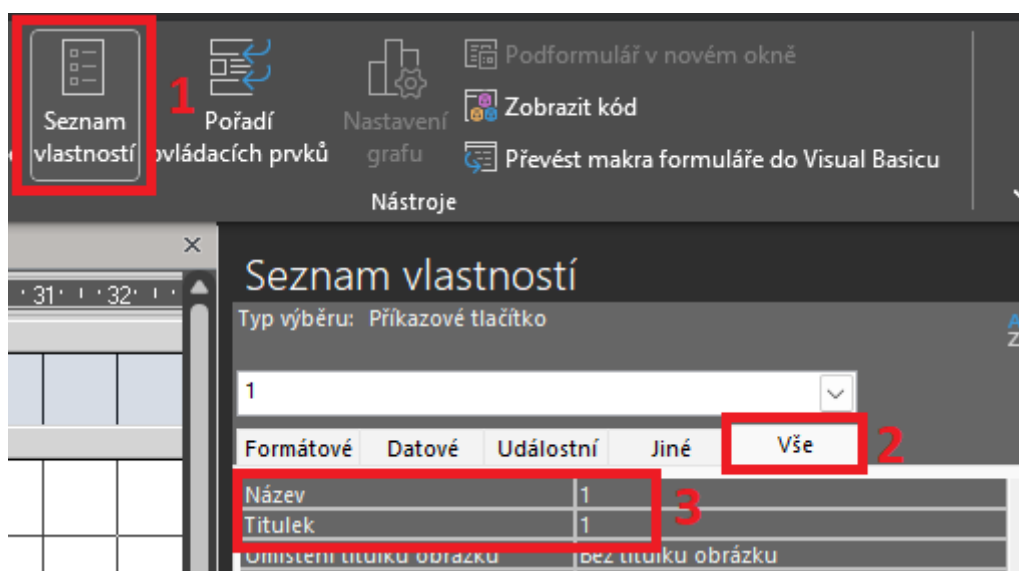 Seznam
vlastností
1
Pořadí
ovládacích prvků
Nastavení
grafu
Podformulář v novém okně
Zobrazit kód
Převést makra formuláře do Visual Basicu
Nástroje
31 32
Seznam vlastností
Typ výběru: Příkazové tlačítko
A
Z
1
Formátové Datové Událostní Jiné Vše 2
Název 1
Titulek 1
3
Umístění titulku obrázku Bez titulku obrázku